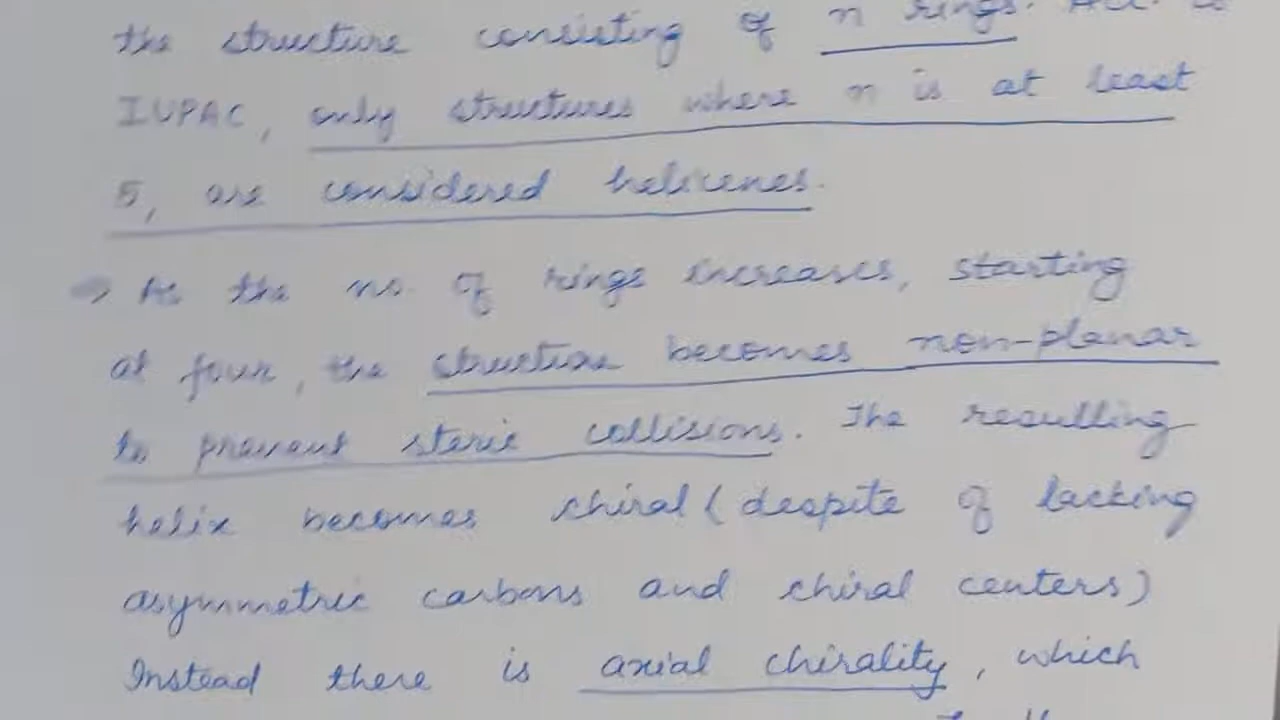 the structure consisting of n rings. Acc. to
IUPAC, only structures where n is at least
5, are considered helicenes.
⇒ As the no. of rings increases, starting
at four, the structure becomes non-planar
to prevent steric collisions. The resulting
helix becomes chiral (despite of lacking
asymmetric carbons and chiral centers)
Instead there is axial chirality, which